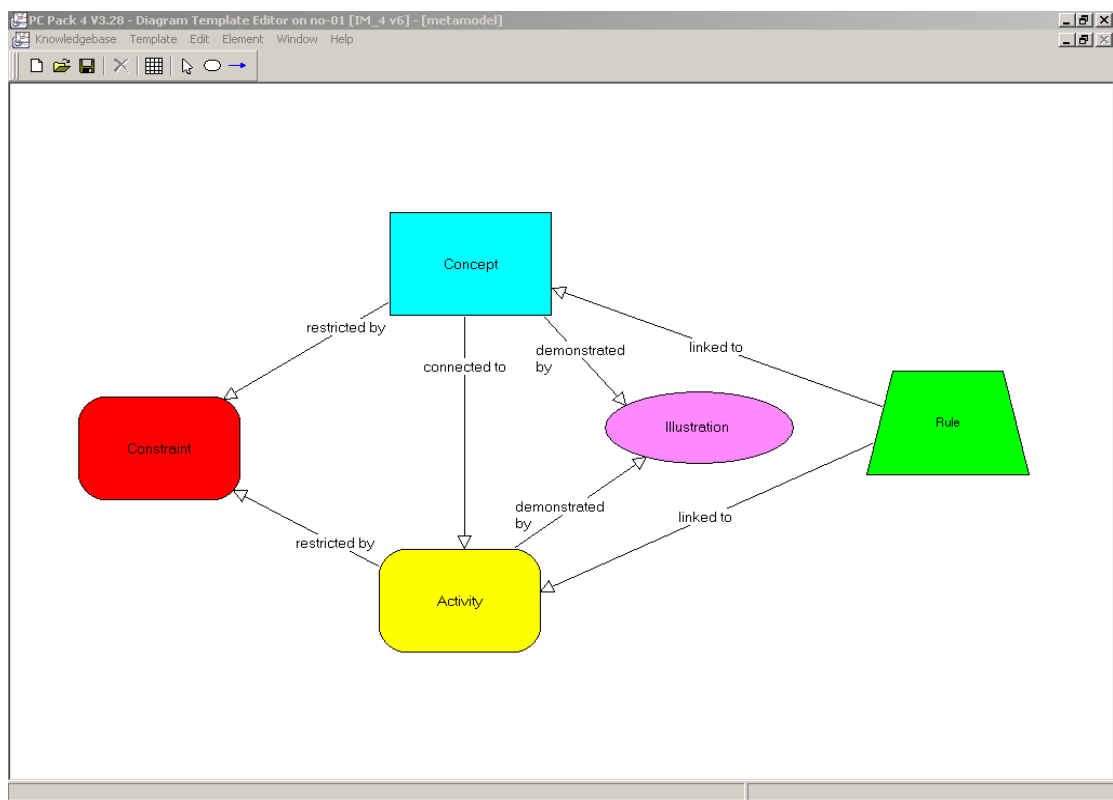 PC Pack 4 V3.28 - Diagram Template Editor on no-01 [IM_4 v6] - [metamodel]
Knowledgebase Template Edit Element Window Help
Concept
restricted by
connected to
demonstrated
by
linked to
Constraint
Illustration
Rule
restricted by
demonstrated
by
linked to
Activity